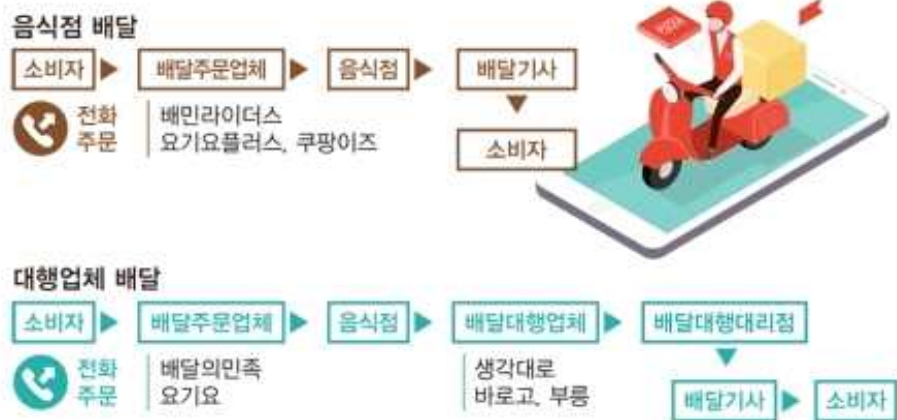 음식점 배달
소비자 배달주문업체 음식점 배달기사
전화 주문
배민라이더스
요기요플러스, 쿠팡이츠
소비자
PIZZA
대행업체 배달
소비자 배달주문업체 음식점 배달대행업체 배달대행대리점
전화 주문
배달의민족
요기요
생각대로
바로고, 부릉
배달기사 소비자